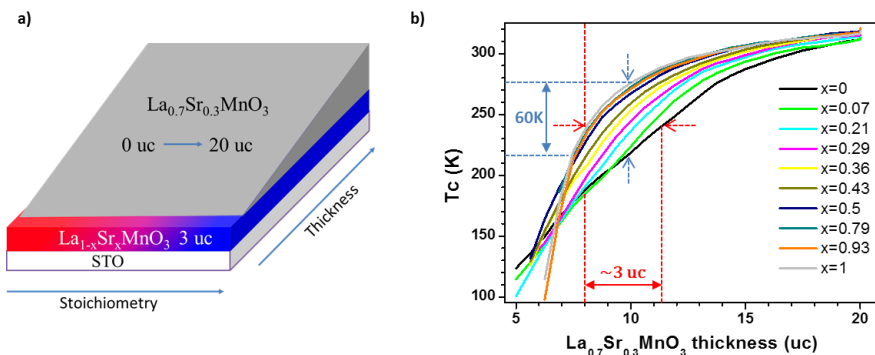 a)
La0.7Sr0.3MnO3
0 uc → 20 uc
La1-xSrxMnO3 3 uc
STO
Stoichiometry
Thickness
b)
Tc (K)
300
250
200
150
100
60K
~3 uc
x=0
x=0.07
x=0.21
x=0.29
x=0.36
x=0.43
x=0.5
x=0.79
x=0.93
x=1
5 10 15 20
La0.7Sr0.3MnO3 thickness (uc)